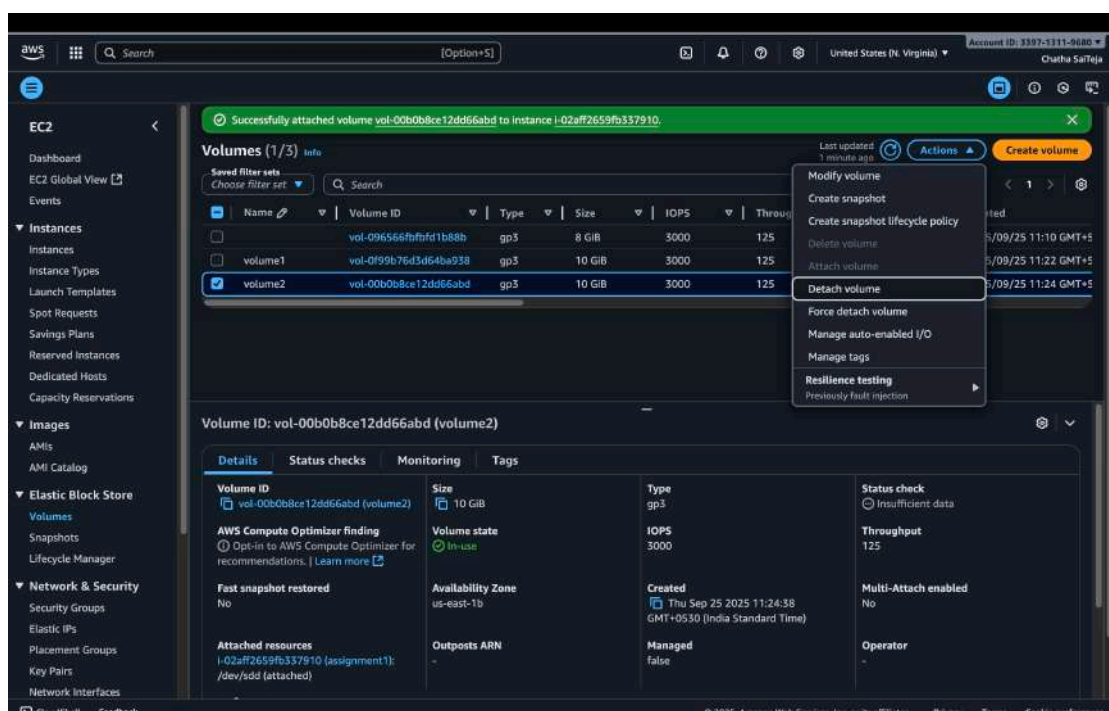 aws
Search [Option+S]
United States (N. Virginia)
Account ID: 3397-1311-9680
Chatha SaiTeja
EC2
Dashboard
EC2 Global View
Events
Instances
Instances
Instance Types
Launch Templates
Spot Requests
Savings Plans
Reserved Instances
Dedicated Hosts
Capacity Reservations
Images
AMIs
AMI Catalog
Elastic Block Store
Volumes
Snapshots
Lifecycle Manager
Network & Security
Security Groups
Elastic IPs
Placement Groups
Key Pairs
Network Interfaces
Successfully attached volume vol-00b0b8ce12dd66abd to instance i-02aff2659fb337910.
Volumes (1/3) Info
Last updated
1 minute ago
Actions
Create volume
Saved filter sets
Choose filter set
Search
1
Name Volume ID Type Size IOPS Throug
vol-096566fbfbfd1b88b gp3 8 GiB 3000 125 5/09/25 11:10 GMT+5
volume1 vol-0f99b76d3d64ba938 gp3 10 GiB 3000 125 5/09/25 11:22 GMT+5
volume2 vol-00b0b8ce12dd66abd gp3 10 GiB 3000 125 5/09/25 11:24 GMT+5
Modify volume
Create snapshot
Create snapshot lifecycle policy
Delete volume
Attach volume
Detach volume
Force detach volume
Manage auto-enabled I/O
Manage tags
Resilience testing
Previously fault injection
Volume ID: vol-00b0b8ce12dd66abd (volume2)
Details Status checks Monitoring Tags
Volume ID
vol-00b0b8ce12dd66abd (volume2)
Size
10 GiB
Type
gp3
Status check
Insufficient data
AWS Compute Optimizer finding
Opt-in to AWS Compute Optimizer for
recommendations. | Learn more
Volume state
In-use
IOPS
3000
Throughput
125
Fast snapshot restored
No
Availability Zone
us-east-1b
Created
Thu Sep 25 2025 11:24:38
GMT+0530 (India Standard Time)
Multi-Attach enabled
No
Attached resources
i-02aff2659fb337910 (assignment1):
/dev/sdd (attached)
Outposts ARN
-
Managed
false
Operator
-